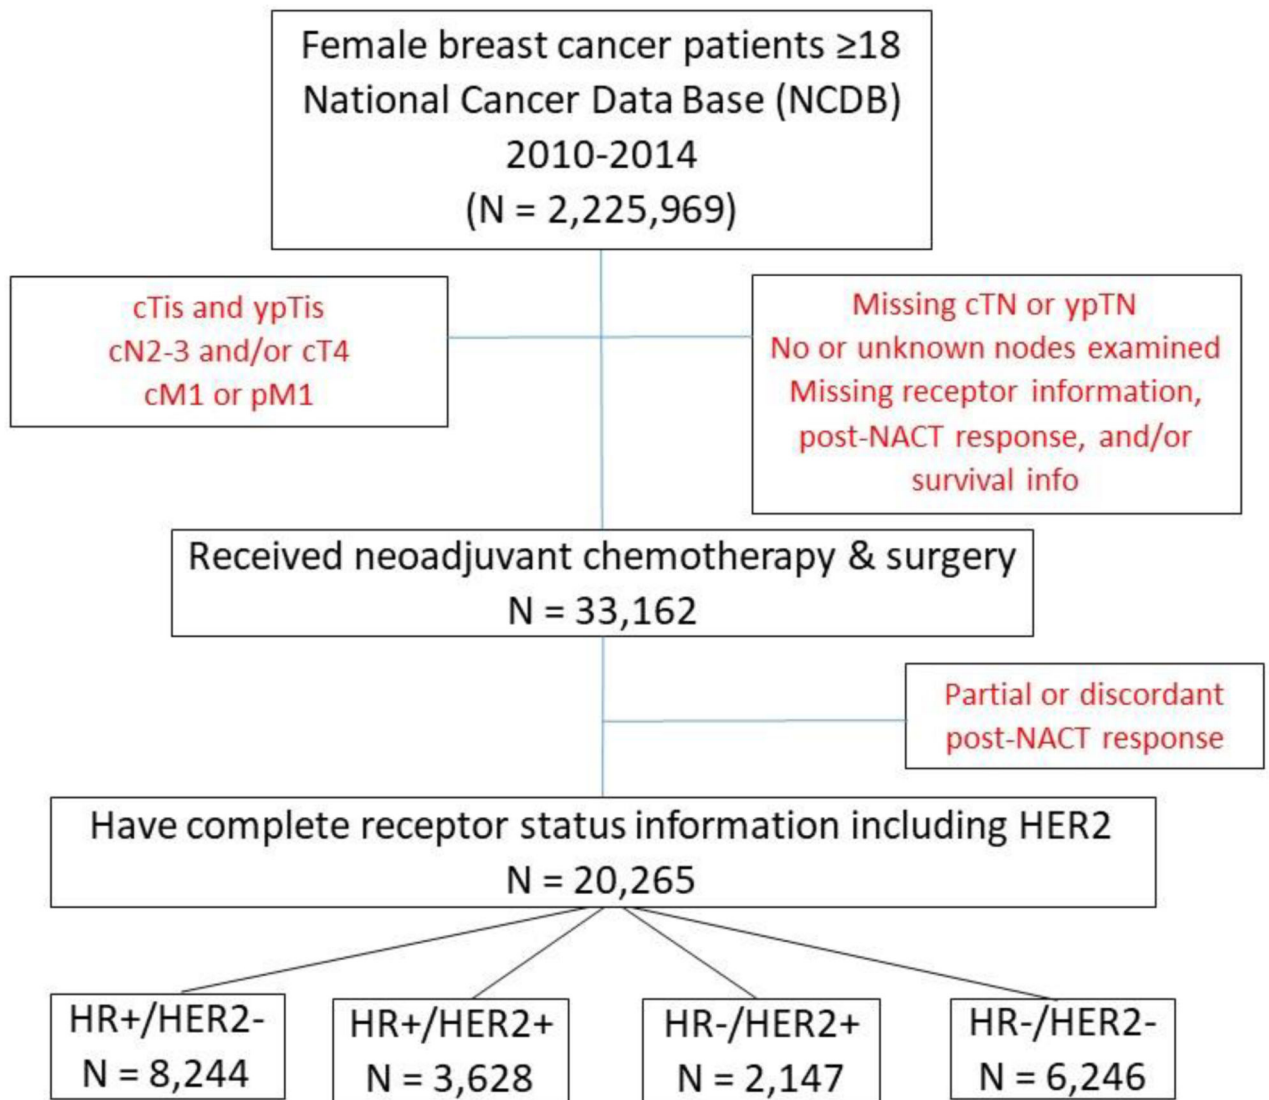 Female breast cancer patients ≥18
National Cancer Data Base (NCDB)
2010-2014
(N = 2,225,969)
cTis and ypTis
cN2-3 and/or cT4
cM1 or pM1
Missing cTN or ypTN
No or unknown nodes examined
Missing receptor information,
post-NACT response, and/or
survival info
Received neoadjuvant chemotherapy & surgery
N = 33,162
Partial or discordant
post-NACT response
Have complete receptor status information including HER2
N = 20,265
HR+/HER2-
N = 8,244
HR+/HER2+
N = 3,628
HR-/HER2+
N = 2,147
HR-/HER2-
N = 6,246